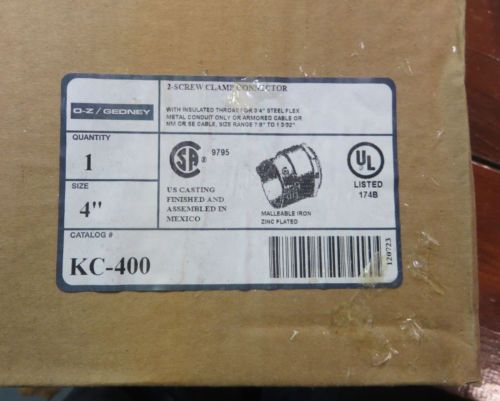 2-SCREW CLAMP CONNECTOR
O-Z / GEDNEY
WITH INSULATED THROAT FOR 3/4" STEEL FLEX
METAL CONDUIT ONLY OR ARMORED CABLE OR
NM OR SE CABLE, SIZE RANGE 7/8" TO 1 3/32"
QUANTITY
1
SA ® 9795
UL
LISTED
174B
SIZE
4"
US CASTING
FINISHED AND
ASSEMBLED IN
MEXICO
MALLEABLE IRON
ZINC PLATED
CATALOG #
KC-400
120723